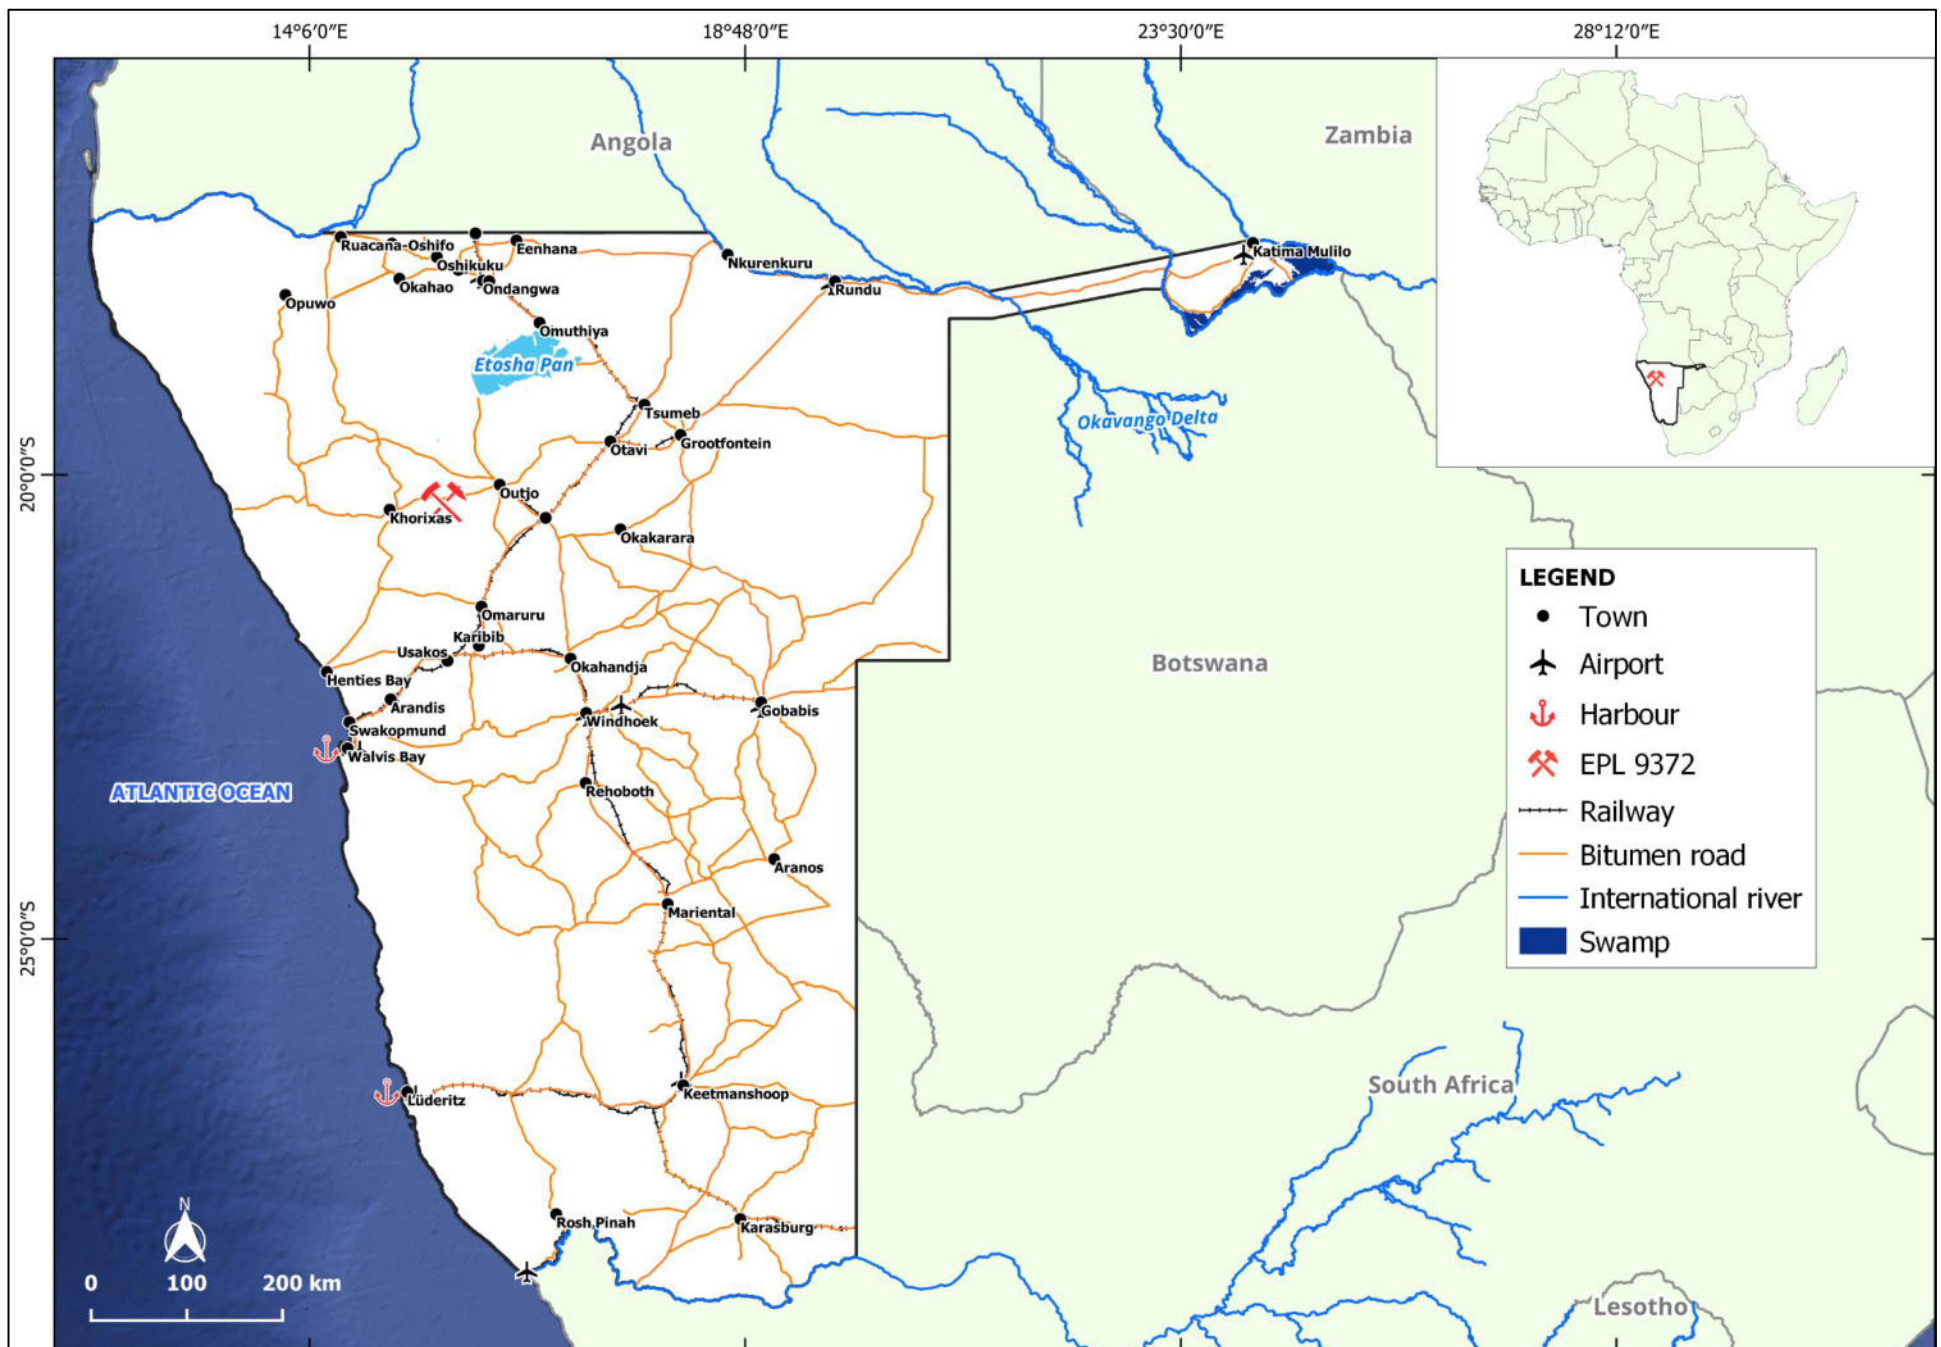 14°6′0″E
18°48′0″E
23°30′0″E
28°12′0″E
Angola
Zambia
Ruacana-Oshifo
Eenhana
Oshikuku
Nkurenkuru
Katima Mulilo
Okahao
Ondangwa
Rundu
Opuwo
Omuthiya
Etosha Pan
Tsumeb
Okavango Delta
Otavi
Grootfontein
20°0′0″S
Outjo
Khorixas
Okakarara
LEGEND
Town
Airport
Harbour
EPL 9372
Railway
Bitumen road
International river
Swamp
Omaruru
Karibib
Usakos
Okahandja
Botswana
Henties Bay
Arandis
Gobabis
Windhoek
Swakopmund
Walvis Bay
ATLANTIC OCEAN
Rehoboth
Aranos
Mariental
25°0′0″S
South Africa
Keetmanshoop
Lüderitz
N
Rosh Pinah
Karasburg
0 100 200 km
Lesotho